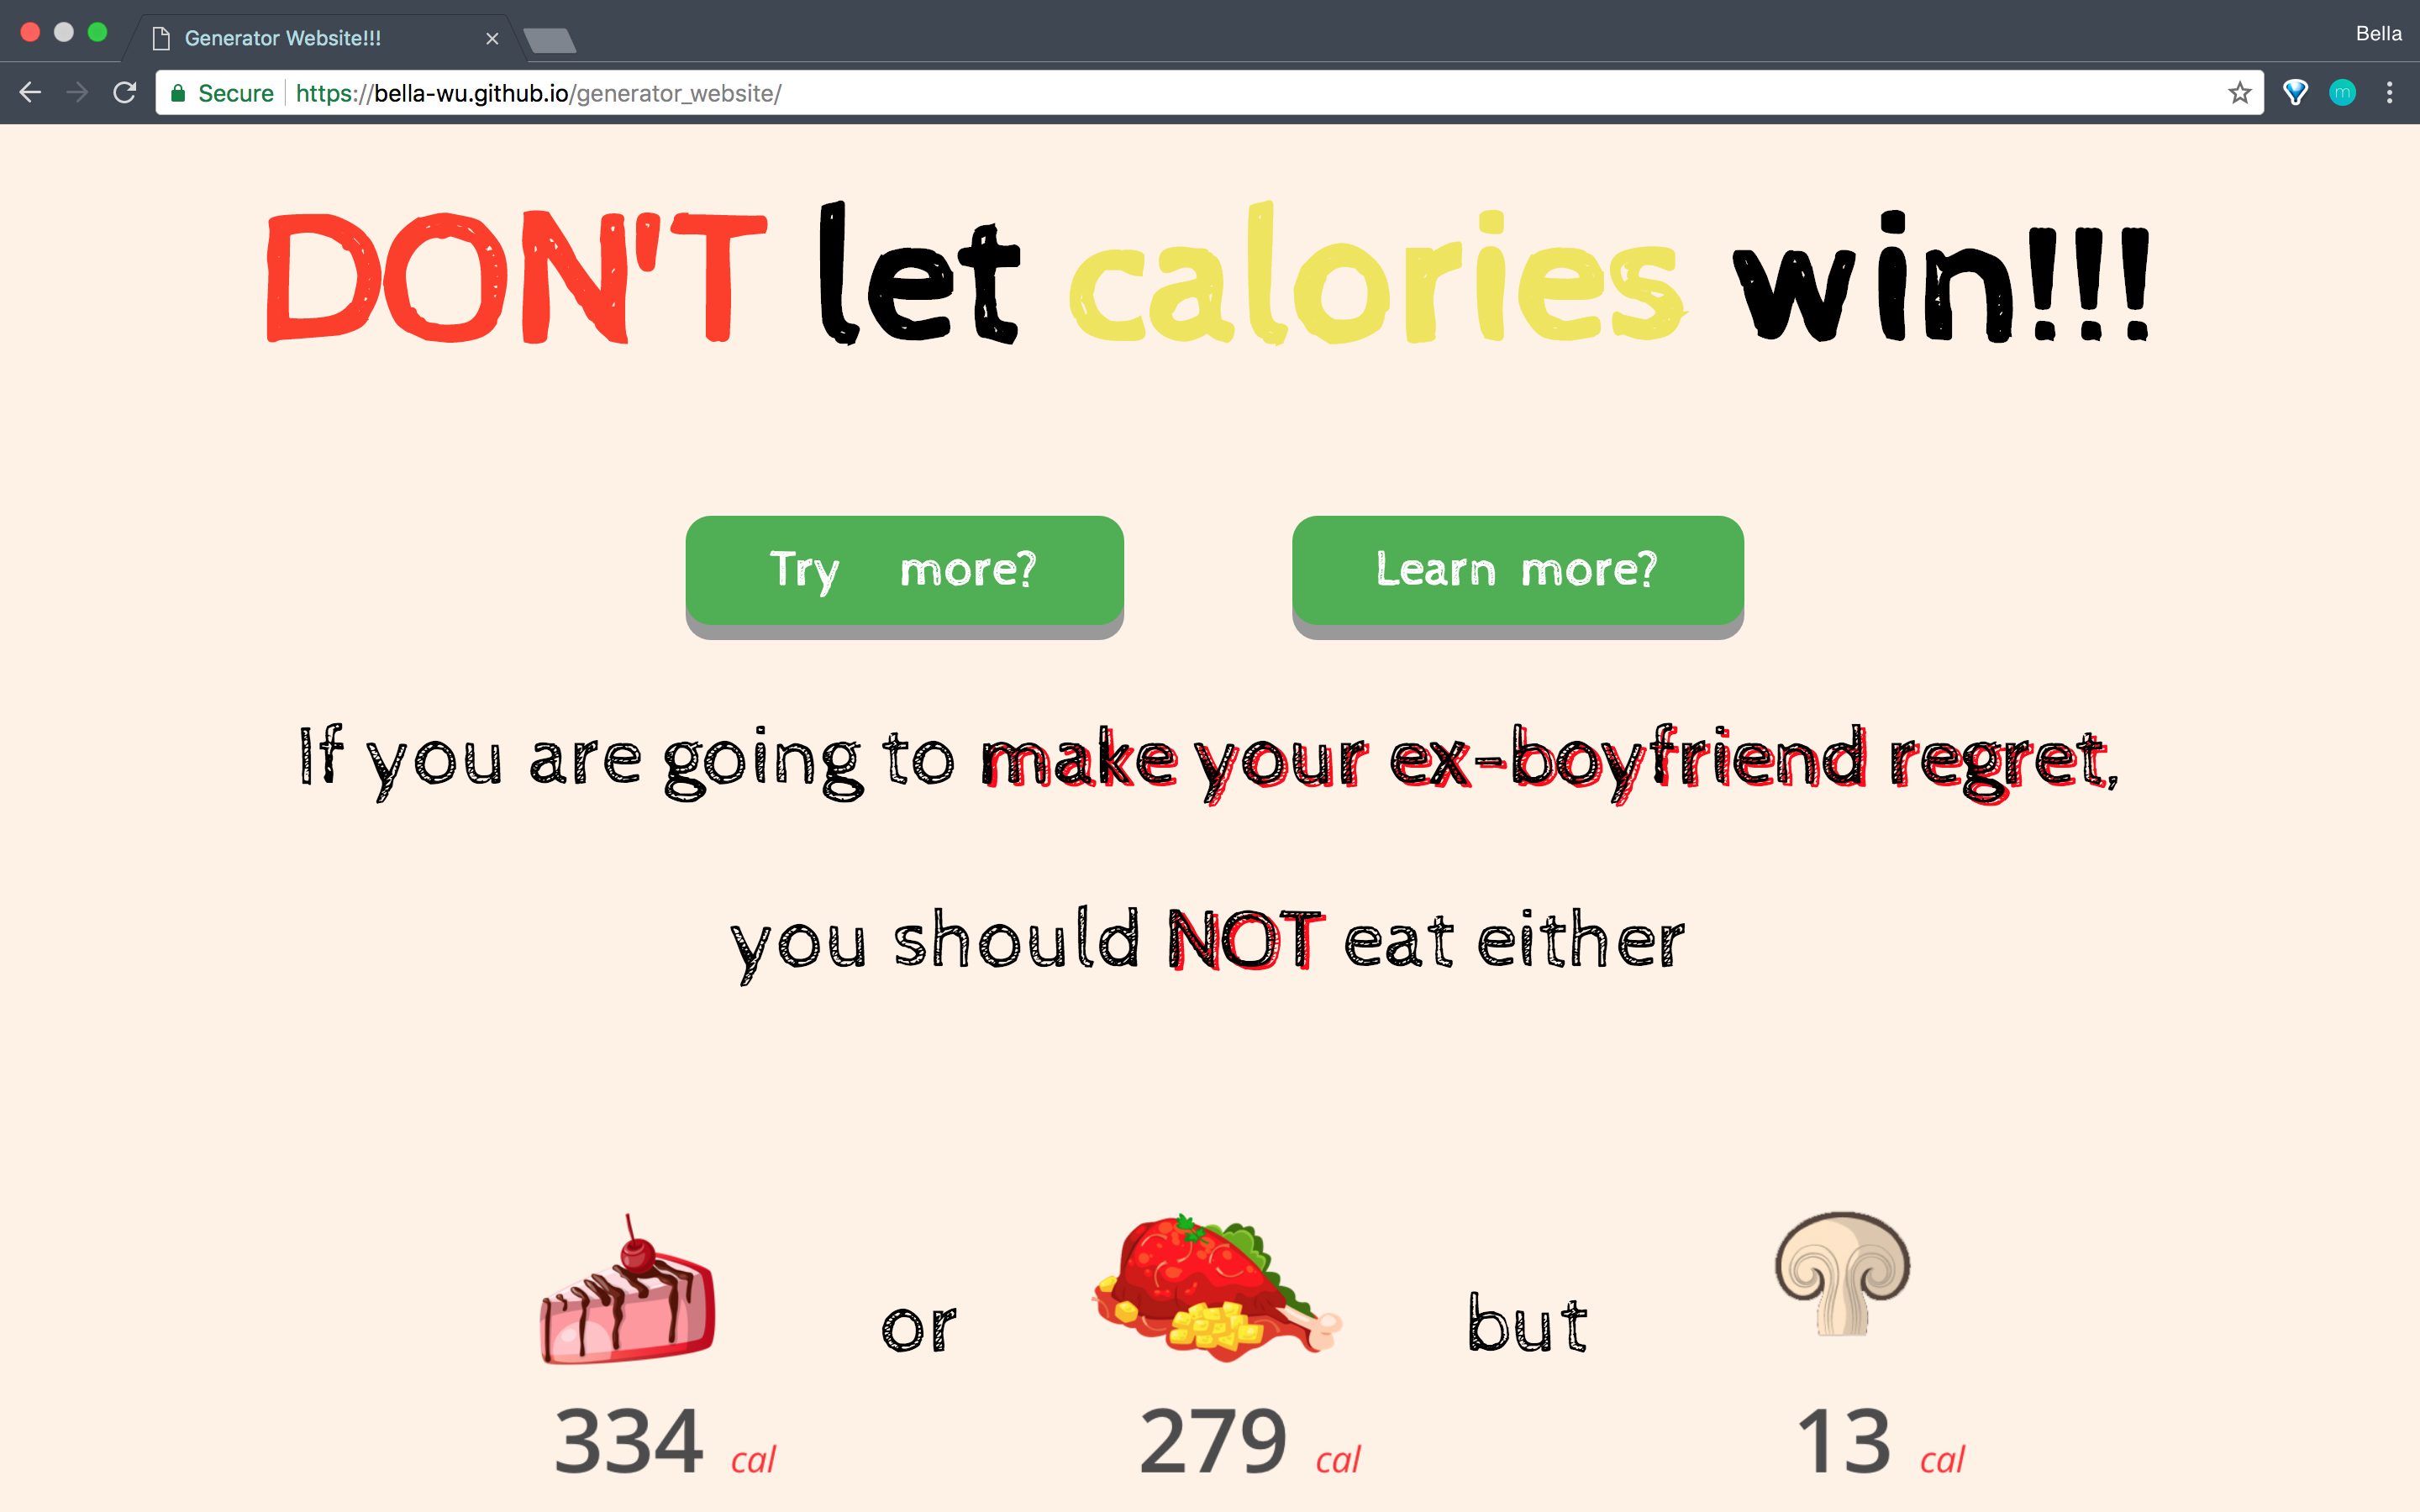 Generator Website!!!
Bella
Secure https://bella-wu.github.io/generator_website/
m
DON'T let calories win!!!
Try more?
Learn more?
If you are going to make your ex-boyfriend regret,
you should NOT eat either
or
but
334 cal
279 cal
13 cal